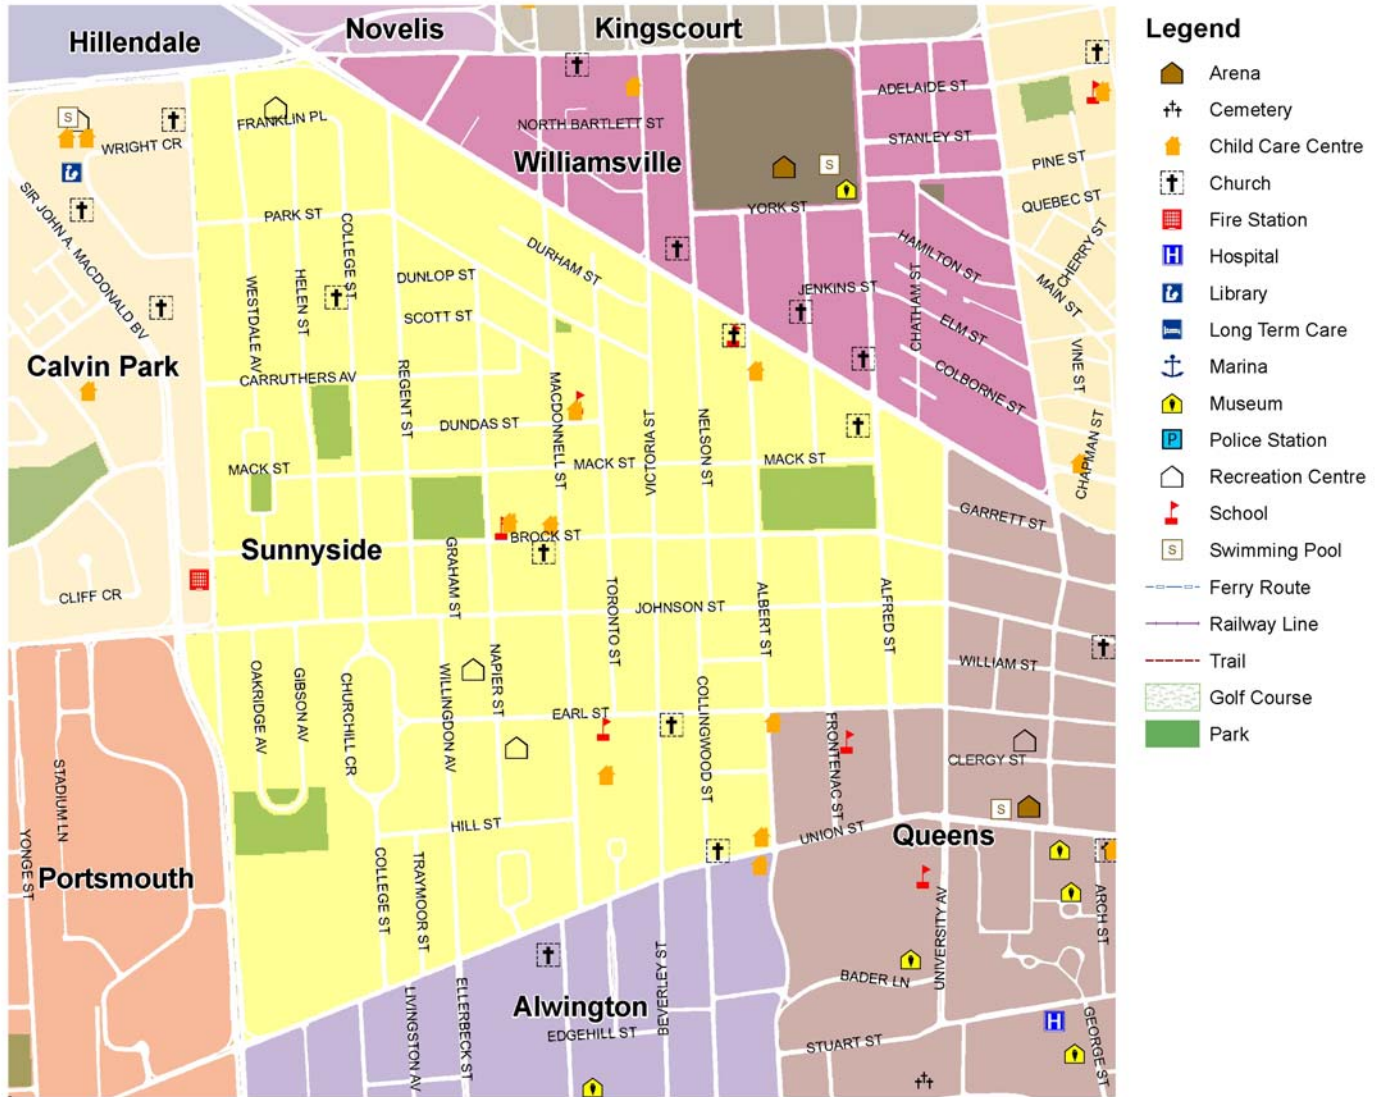 Hillendale
Novelis
Kingscourt
Legend
Arena
Cemetery
Child Care Centre
Church
Fire Station
Hospital
H
Library
Long Term Care
Marina
Museum
Police Station
P
Recreation Centre
School
Swimming Pool
S
Ferry Route
Railway Line
Trail
Golf Course
Park
ADELAIDE ST
S
FRANKLIN PL
NORTH BARTLETT ST
STANLEY ST
WRIGHT CR
Williamsville
S
PINE ST
SIR JOHN A. MACDONALD BV
PARK ST
COLLEGE ST
YORK ST
QUEBEC ST
CHERRY ST
DURHAM ST
HAMILTON ST
MAIN ST
WESTDALE AV
HELEN ST
DUNLOP ST
JENKINS ST
CHATHAM ST
SCOTT ST
ELM ST
VINE ST
Calvin Park
CARRUTHERS AV
REGENT ST
MACDONNELL ST
COLBORNE ST
DUNDAS ST
VICTORIA ST
NELSON ST
CHAPMAN ST
MACK ST
MACK ST
MACK ST
GARRETT ST
Sunnyside
BROCK ST
GRAHAM ST
CLIFF CR
TORONTO ST
JOHNSON ST
ALBERT ST
ALFRED ST
OAKRIDGE AV
GIBSON AV
CHURCHILL CR
WILLINGDON AV
NAPIER ST
WILLIAM ST
EARL ST
COLLINGWOOD ST
FRONTENAC ST
CLERGY ST
STADIUM LN
YONGE ST
HILL ST
UNION ST
S
Queens
Portsmouth
COLLEGE ST
TRAYMOOR ST
ARCH ST
UNIVERSITY AV
BADER LN
Alwington
LIVINGSTON AV
ELLERBECK ST
BEVERLEY ST
EDGEHILL ST
STUART ST
H
GEORGE ST